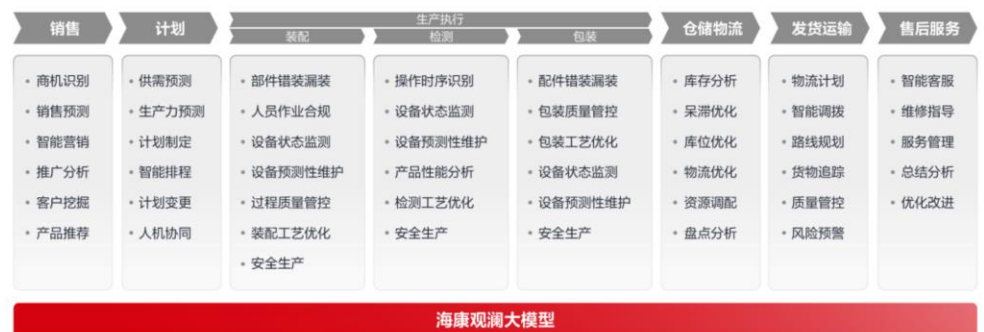 销售
计划
生产执行
装配
检测
包装
仓储物流
发货运输
售后服务
• 商机识别
• 销售预测
• 智能营销
• 推广分析
• 客户挖掘
• 产品推荐
• 供需预测
• 生产力预测
• 计划制定
• 智能排程
• 计划变更
• 人机协同
• 部件错装漏装
• 人员作业合规
• 设备状态监测
• 设备预测性维护
• 过程质量管控
• 装配工艺优化
• 安全生产
• 操作时序识别
• 设备状态监测
• 设备预测性维护
• 产品性能分析
• 检测工艺优化
• 安全生产
• 配件错装漏装
• 包装质量管控
• 包装工艺优化
• 设备状态监测
• 设备预测性维护
• 安全生产
• 库存分析
• 呆滞优化
• 库位优化
• 物流优化
• 资源调配
• 盘点分析
• 物流计划
• 智能调拨
• 路线规划
• 货物追踪
• 质量管控
• 风险预警
• 智能客服
• 维修指导
• 服务管理
• 总结分析
• 优化改进
海康观澜大模型